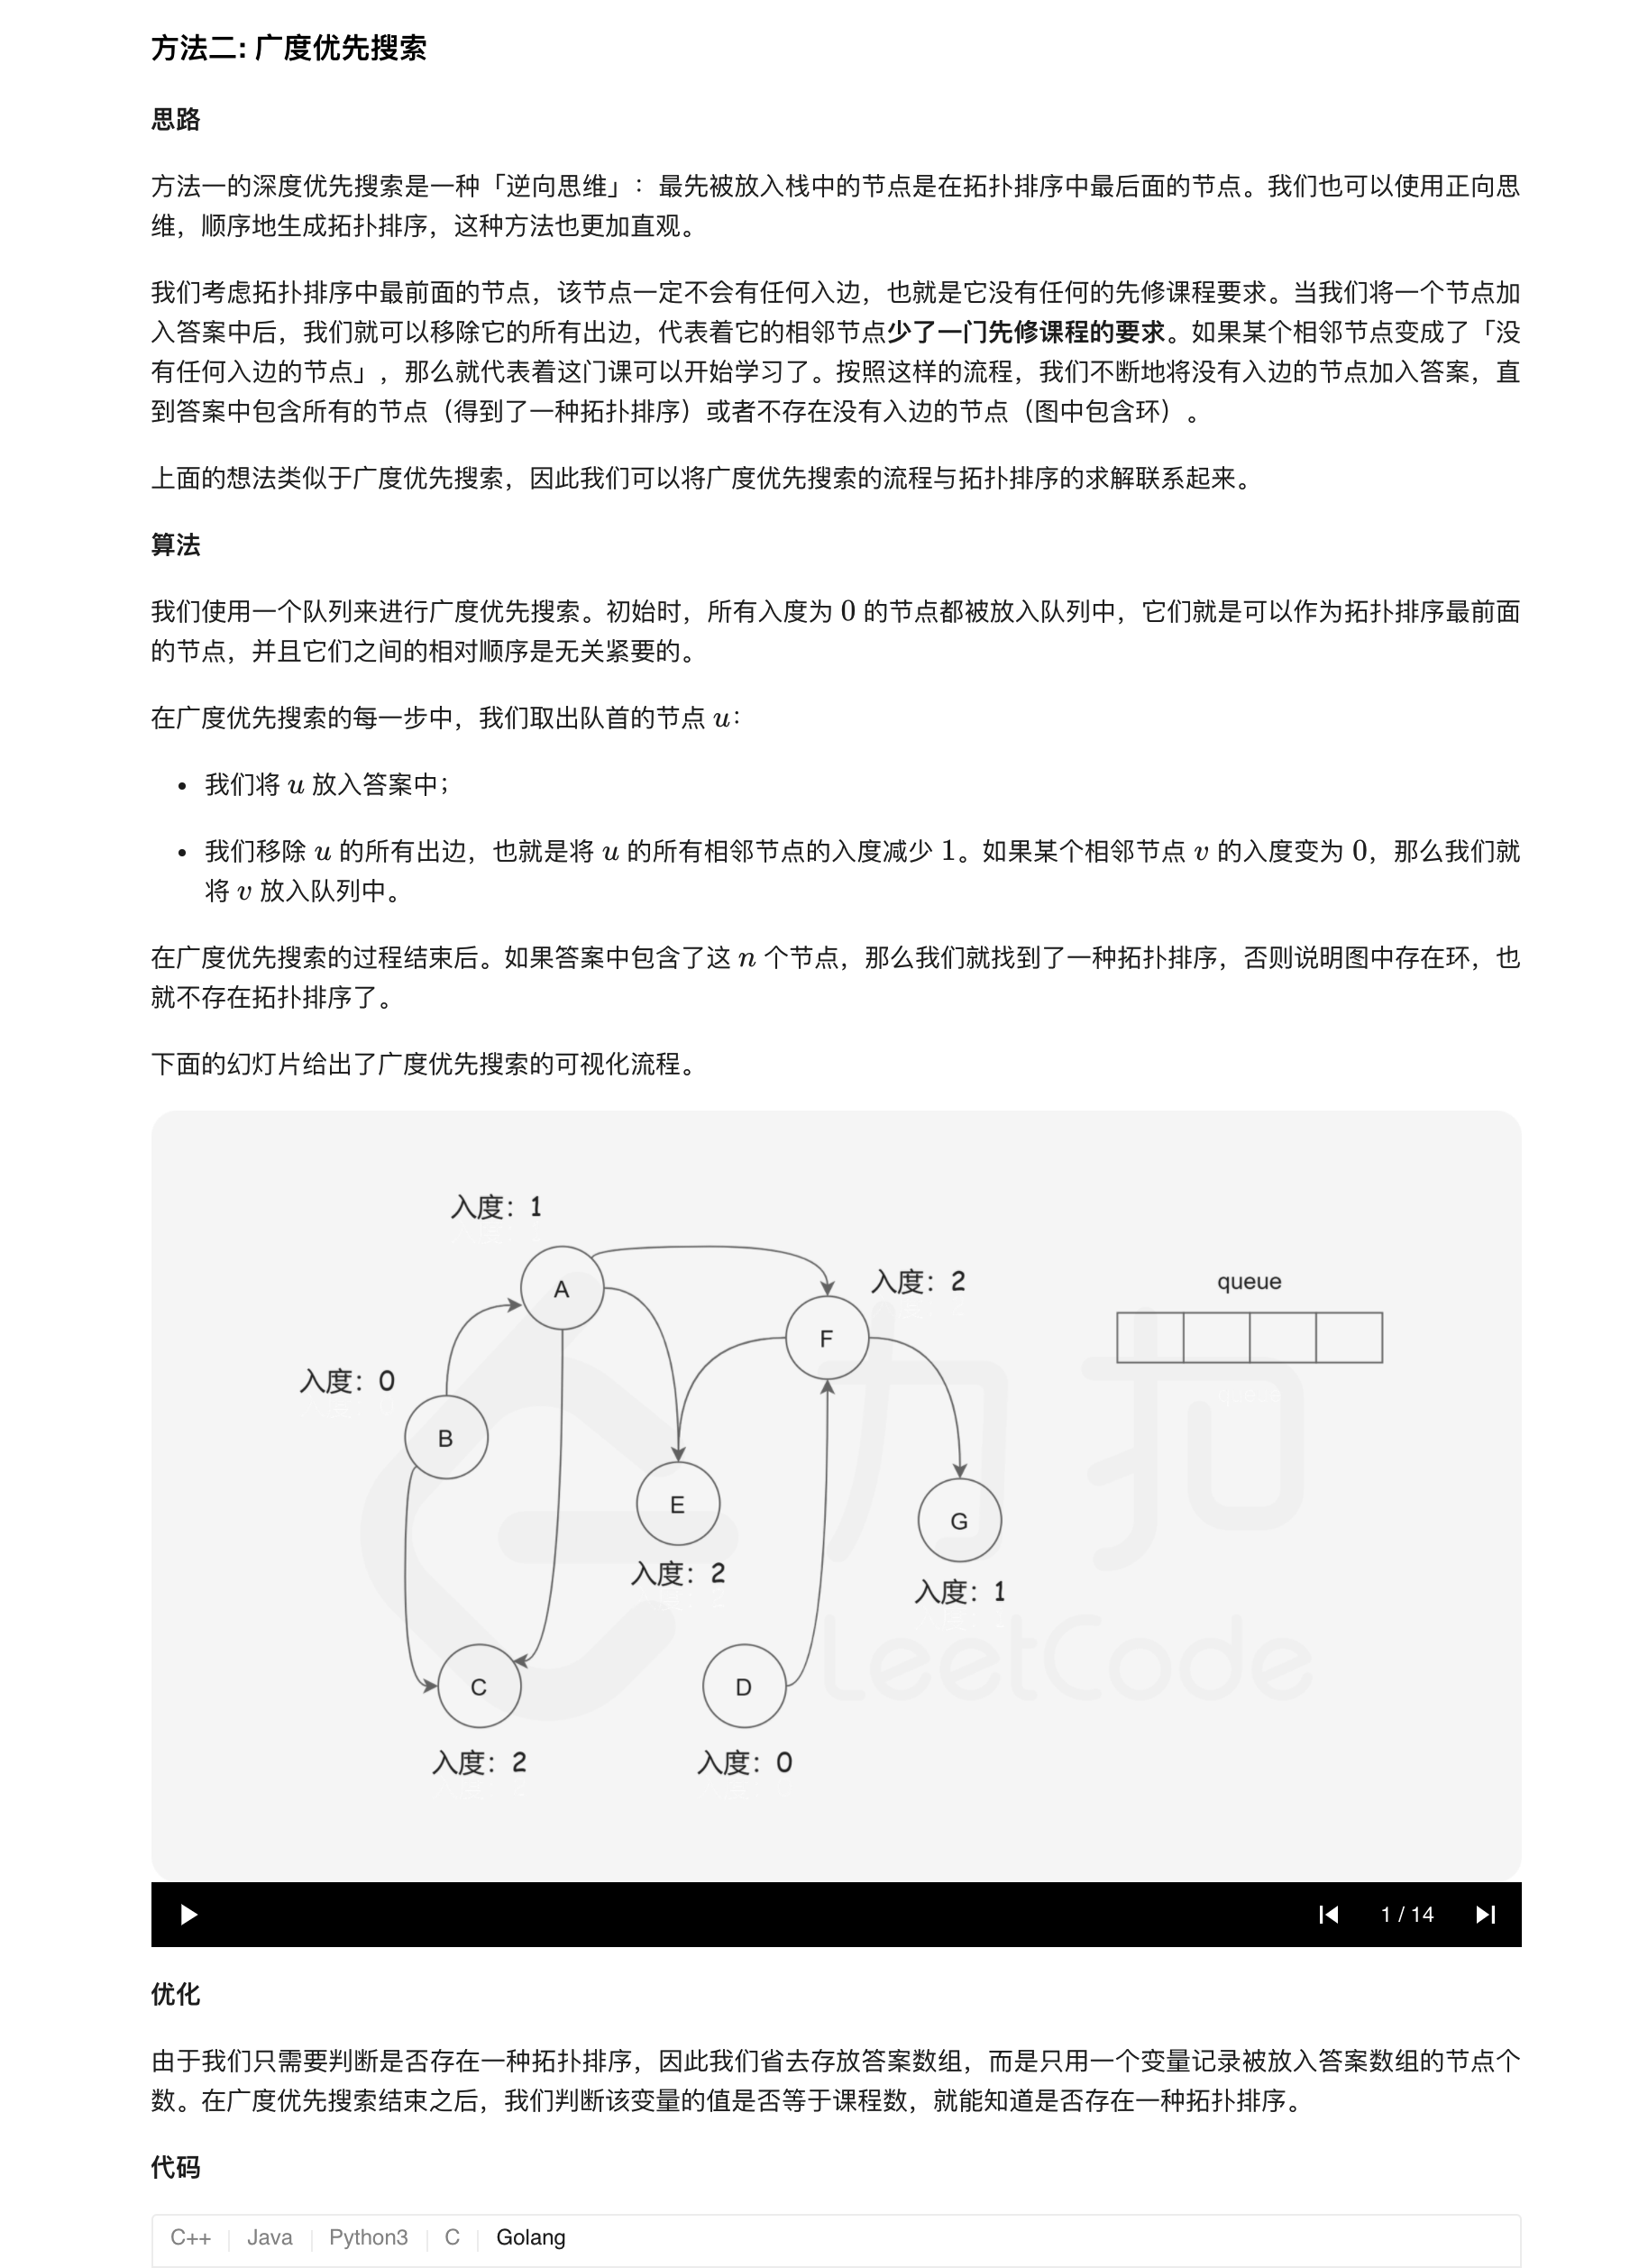 方法二: 广度优先搜索
思路
方法一的深度优先搜索是一种「逆向思维」：最先被放入栈中的节点是在拓扑排序中最后面的节点。我们也可以使用正向思
维，顺序地生成拓扑排序，这种方法也更加直观。
我们考虑拓扑排序中最前面的节点，该节点一定不会有任何入边，也就是它没有任何的先修课程要求。当我们将一个节点加
入答案中后，我们就可以移除它的所有出边，代表着它的相邻节点少了一门先修课程的要求。如果某个相邻节点变成了「没
有任何入边的节点」，那么就代表着这门课可以开始学习了。按照这样的流程，我们不断地将没有入边的节点加入答案，直
到答案中包含所有的节点（得到了一种拓扑排序）或者不存在没有入边的节点（图中包含环）。
上面的想法类似于广度优先搜索，因此我们可以将广度优先搜索的流程与拓扑排序的求解联系起来。
算法
我们使用一个队列来进行广度优先搜索。初始时，所有入度为 0 的节点都被放入队列中，它们就是可以作为拓扑排序最前面
的节点，并且它们之间的相对顺序是无关紧要的。
在广度优先搜索的每一步中，我们取出队首的节点 u：
• 我们将 u 放入答案中；
• 我们移除 u 的所有出边，也就是将 u 的所有相邻节点的入度减少 1。如果某个相邻节点 v 的入度变为 0，那么我们就
将 v 放入队列中。
在广度优先搜索的过程结束后。如果答案中包含了这 n 个节点，那么我们就找到了一种拓扑排序，否则说明图中存在环，也
就不存在拓扑排序了。
下面的幻灯片给出了广度优先搜索的可视化流程。
入度：1
A
入度：2
queue
F
入度：0
B
E
G
入度：2
入度：1
力扣
LeetCode
C
D
入度：2
入度：0
1 / 14
优化
由于我们只需要判断是否存在一种拓扑排序，因此我们省去存放答案数组，而是只用一个变量记录被放入答案数组的节点个
数。在广度优先搜索结束之后，我们判断该变量的值是否等于课程数，就能知道是否存在一种拓扑排序。
代码
C++ Java Python3 C Golang